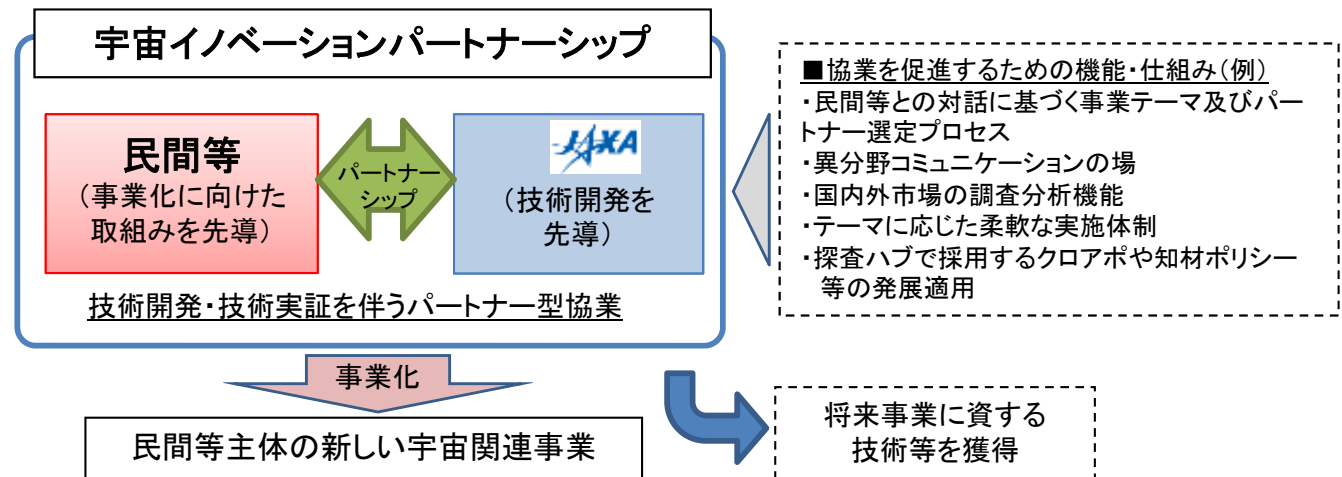 宇宙イノベーションパートナーシップ
民間等
（事業化に向けた
取組みを先導）
パートナー
シップ
JAXA
（技術開発を
先導）
技術開発・技術実証を伴うパートナー型協業
■協業を促進するための機能・仕組み（例）
・民間等との対話に基づく事業テーマ及びパー
トナー選定プロセス
・異分野コミュニケーションの場
・国内外市場の調査分析機能
・テーマに応じた柔軟な実施体制
・探査ハブで採用するクロアポや知材ポリシー
等の発展適用
事業化
民間等主体の新しい宇宙関連事業
将来事業に資する
技術等を獲得